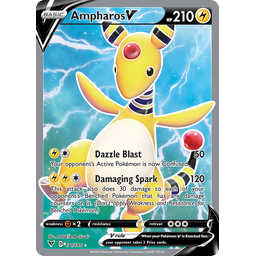 BASIC
Ampharos V
HP 210
Dazzle Blast 50
Your opponent's Active Pokémon is now Confused.
Damaging Spark 120
This attack also does 30 damage to each of your
opponent's Benched Pokémon that has any damage
counters on it. (Don't apply Weakness and Resistance for
Benched Pokémon.)
weakness ×2 resistance retreat
V rule
When your Pokémon V is Knocked Out,
your opponent takes 2 Prize cards.